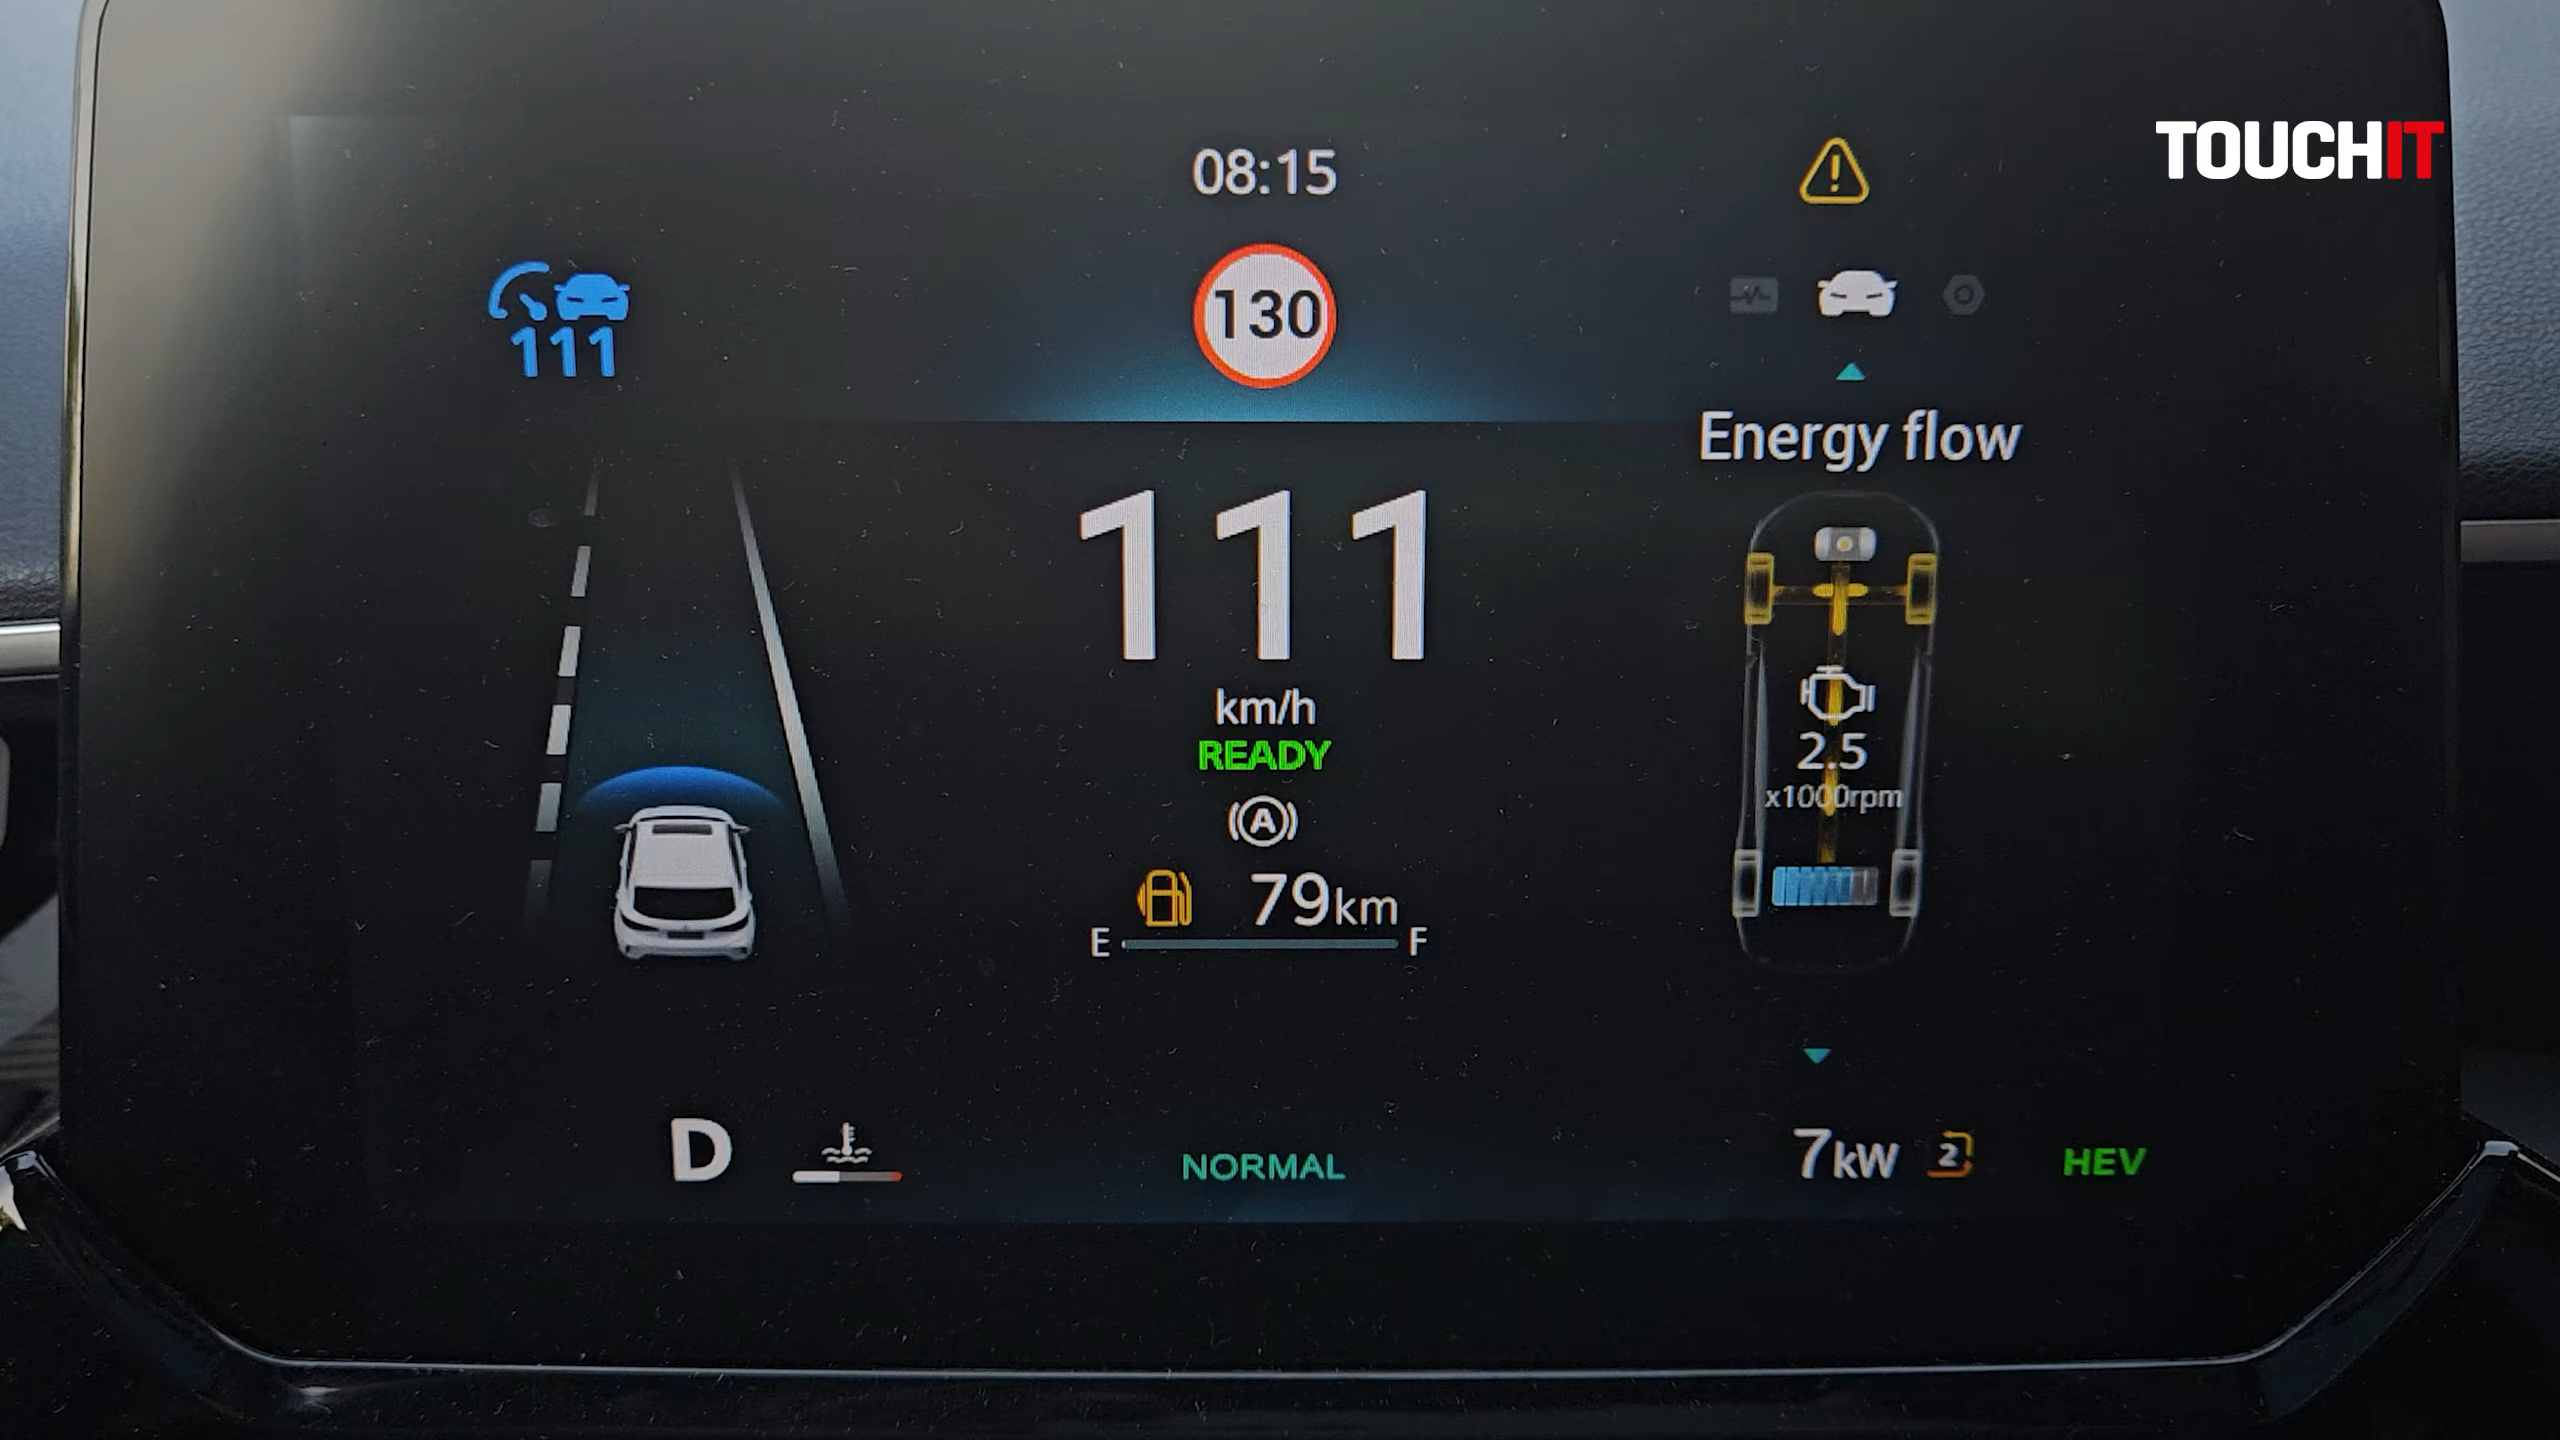 08:15
TOUCHIT
130
111
Energy flow
111
km/h
READY
A
2.5
x1000rpm
79km
E
F
D
NORMAL
7kW
2
HEV